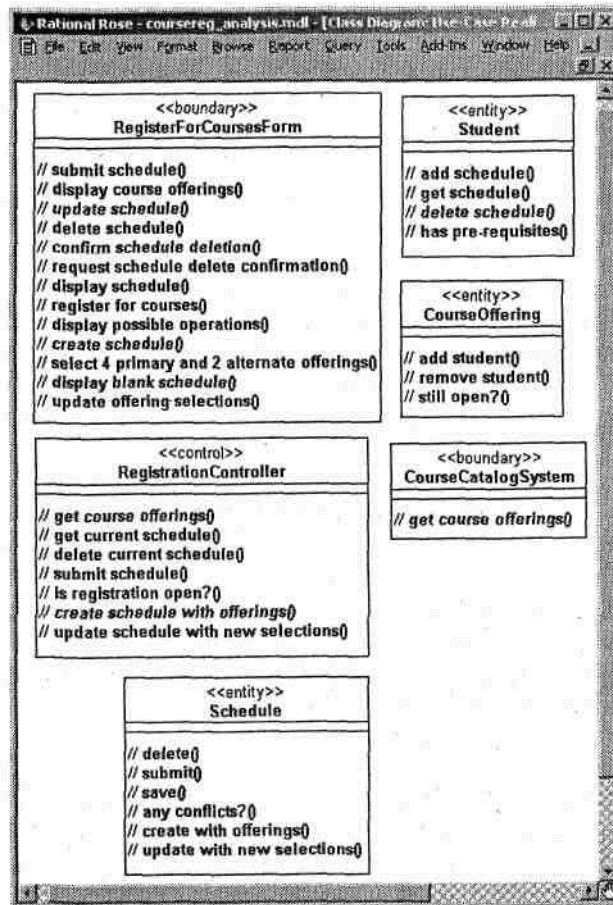 Rational Rose - coursereg_analysis.mdl - [Class Diagram: Use-Case Reali
File Edit View Format Browse Report Query Tools Add-Ins Window Help
<<boundary>>
RegisterForCoursesForm
// submit schedule()
// display course offerings()
// update schedule()
// delete schedule()
// confirm schedule deletion()
// request schedule delete confirmation()
// display schedule()
// register for courses()
// display possible operations()
// create schedule()
// select 4 primary and 2 alternate offerings()
// display blank schedule()
// update offering selections()
<<entity>>
Student
// add schedule()
// get schedule()
// delete schedule()
// has pre-requisites()
<<entity>>
CourseOffering
// add student()
// remove student()
// still open?()
<<control>>
RegistrationController
// get course offerings()
// get current schedule()
// delete current schedule()
// submit schedule()
// is registration open?()
// create schedule with offerings()
// update schedule with new selections()
<<boundary>>
CourseCatalogSystem
// get course offerings()
<<entity>>
Schedule
// delete()
// submit()
// save()
// any conflicts?()
// create with offerings()
// update with new selections()